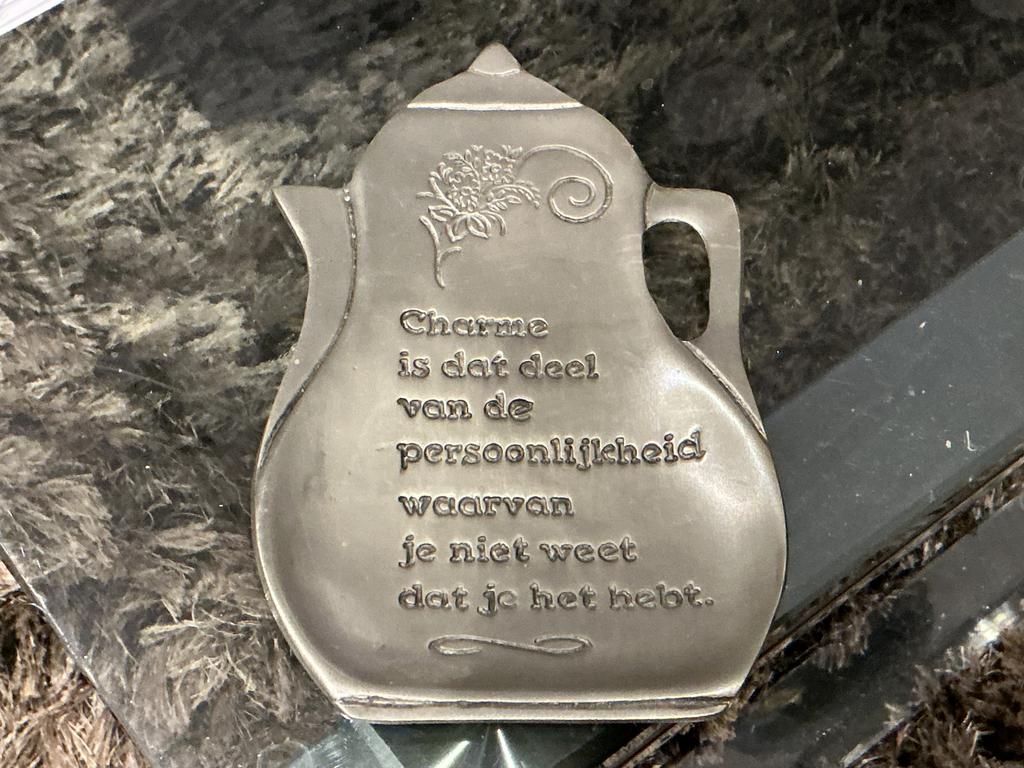 Charme
is dat deel
van de
persoonlijkheid
waarvan
je niet weet
dat je het hebt.